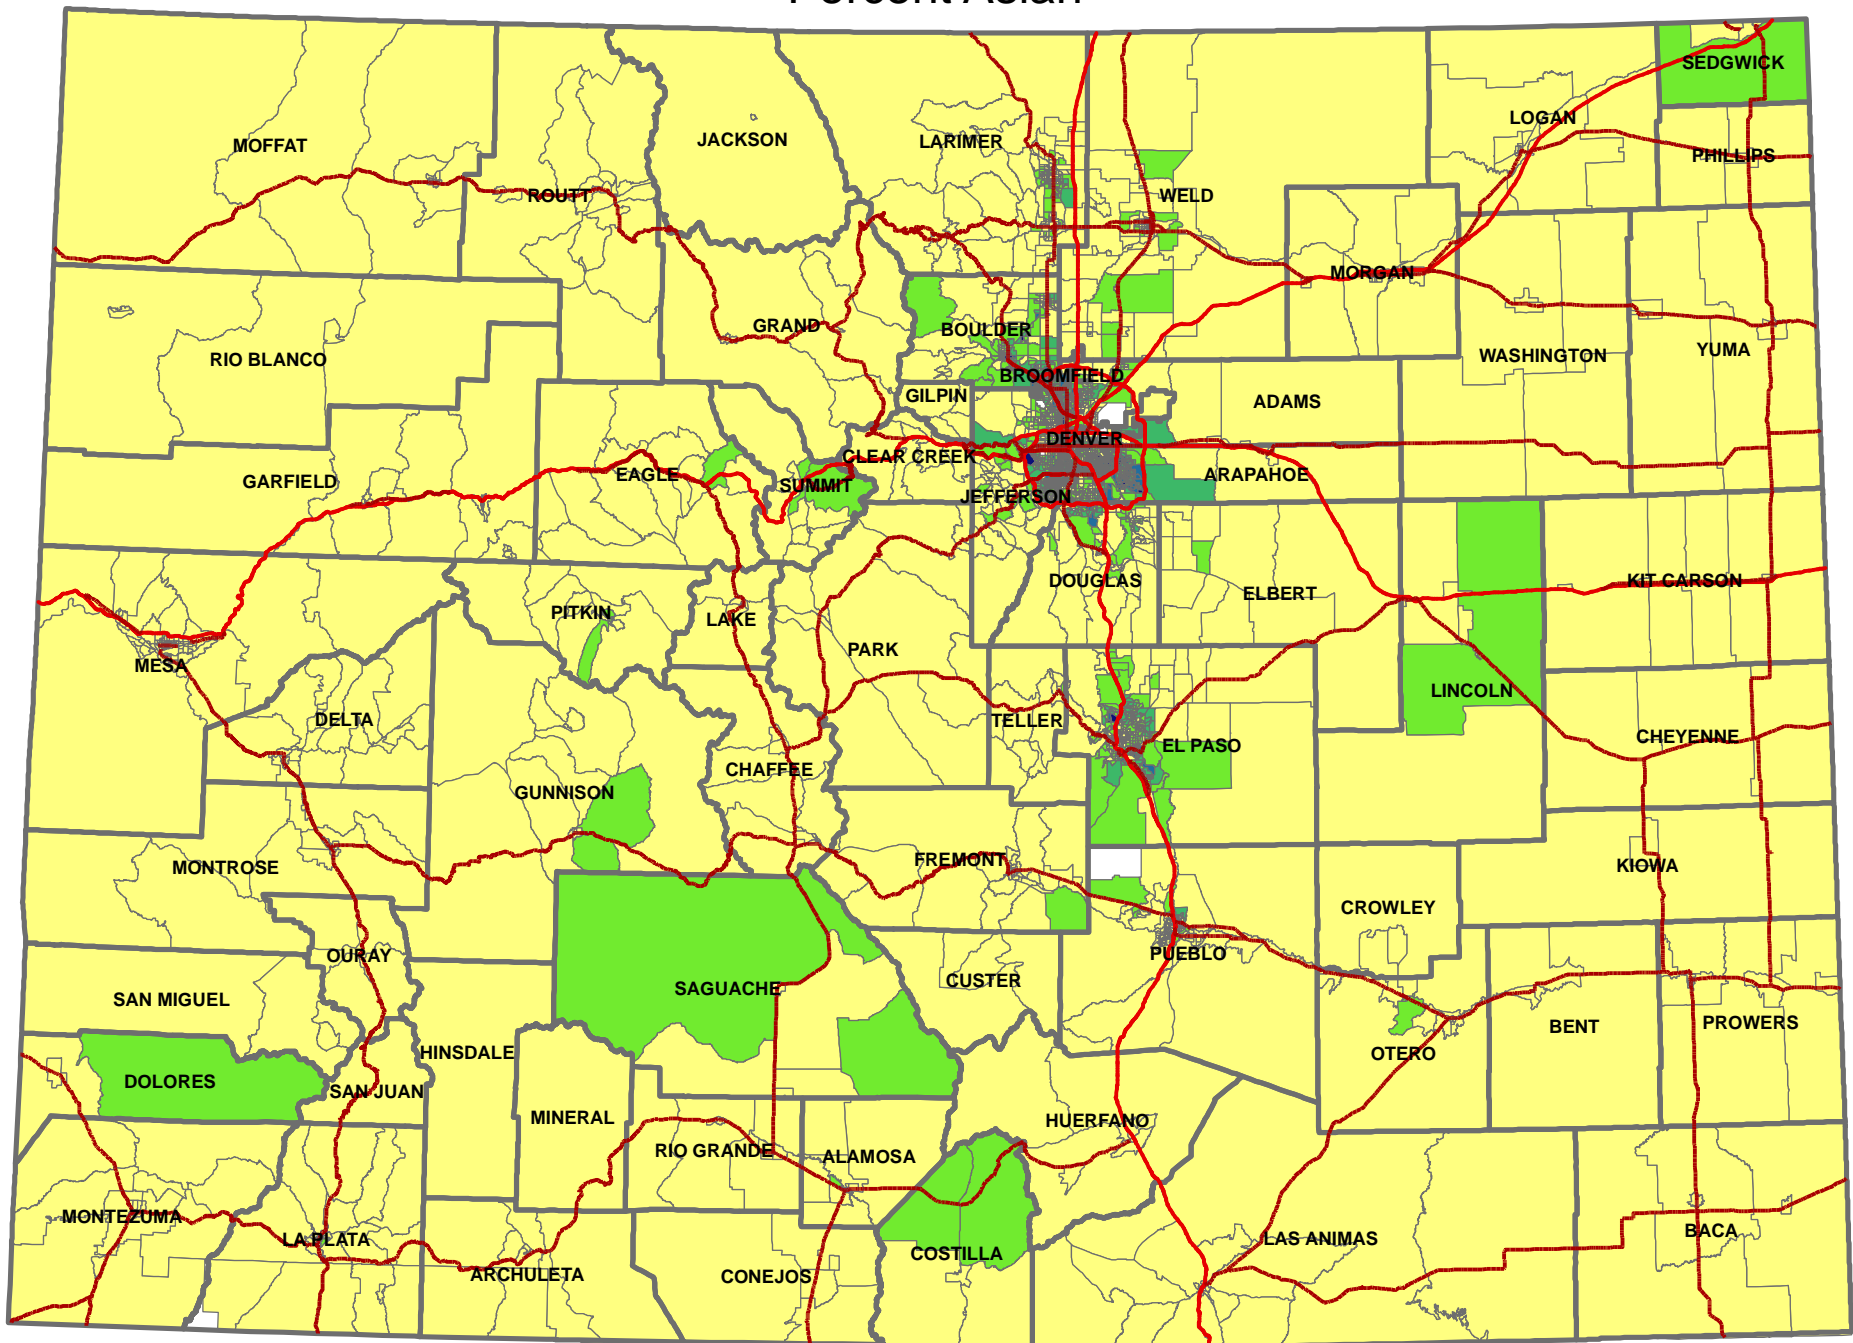 Percent Asian
SEDGWICK
LOGAN
MOFFAT
JACKSON
LARIMER
PHILLIPS
ROUTT
WELD
MORGAN
GRAND
BOULDER
RIO BLANCO
WASHINGTON
YUMA
BROOMFIELD
GILPIN
ADAMS
DENVER
CLEAR CREEK
GARFIELD
EAGLE
SUMMIT
ARAPAHOE
JEFFERSON
DOUGLAS
KIT CARSON
ELBERT
PITKIN
LAKE
PARK
MESA
LINCOLN
DELTA
TELLER
EL PASO
CHEYENNE
CHAFFEE
GUNNISON
FREMONT
KIOWA
MONTROSE
CROWLEY
OURAY
PUEBLO
CUSTER
SAGUACHE
SAN MIGUEL
PROWERS
BENT
HINSDALE
OTERO
DOLORES
SAN JUAN
MINERAL
HUERFANO
RIO GRANDE
ALAMOSA
MONTEZUMA
BACA
LA PLATA
LAS ANIMAS
COSTILLA
ARCHULETA
CONEJOS